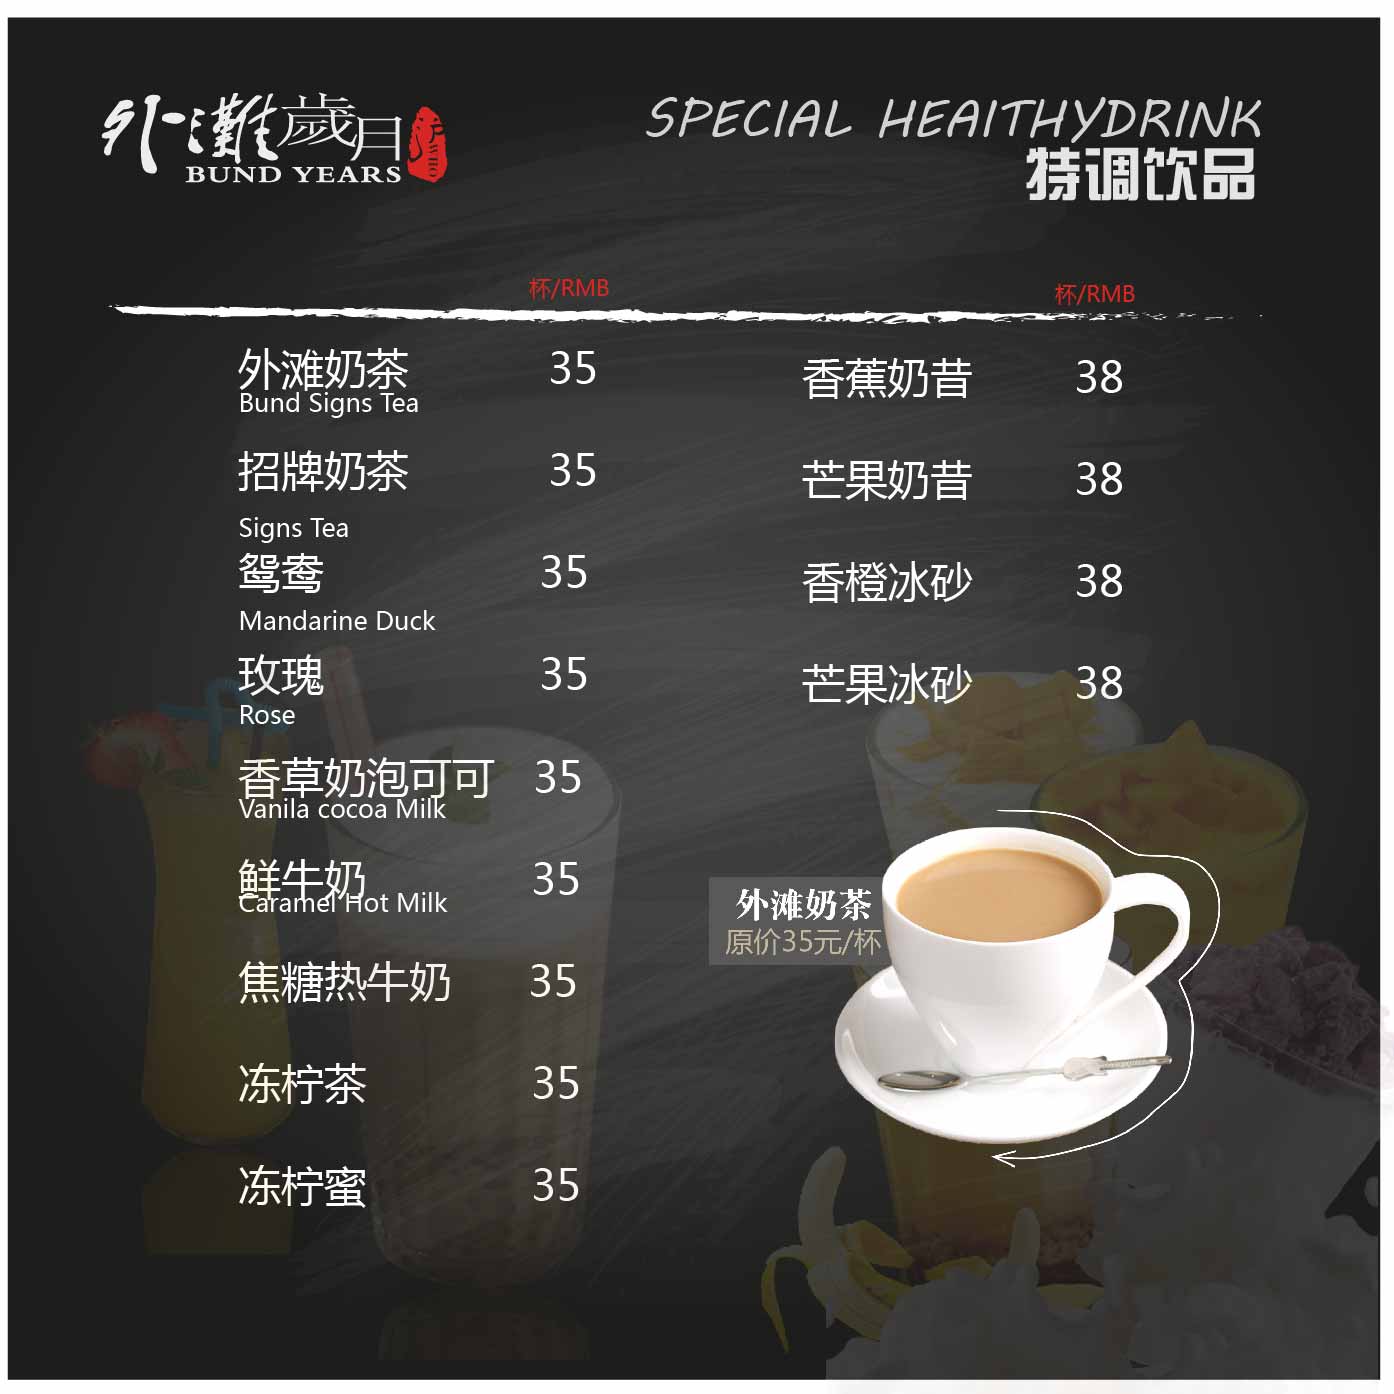 外灘歲月
BUND YEARS
SPECIAL HEAITHYDRINK
特调饮品
杯/RMB
杯/RMB
外滩奶茶 35
Bund Signs Tea
招牌奶茶 35
Signs Tea
鸳鸯 35
Mandarine Duck
玫瑰 35
Rose
香草奶泡可可 35
Vanila cocoa Milk
鲜牛奶 35
Caramel Hot Milk
焦糖热牛奶 35
冻柠茶 35
冻柠蜜 35
香蕉奶昔 38
芒果奶昔 38
香橙冰砂 38
芒果冰砂 38
外滩奶茶
原价35元/杯